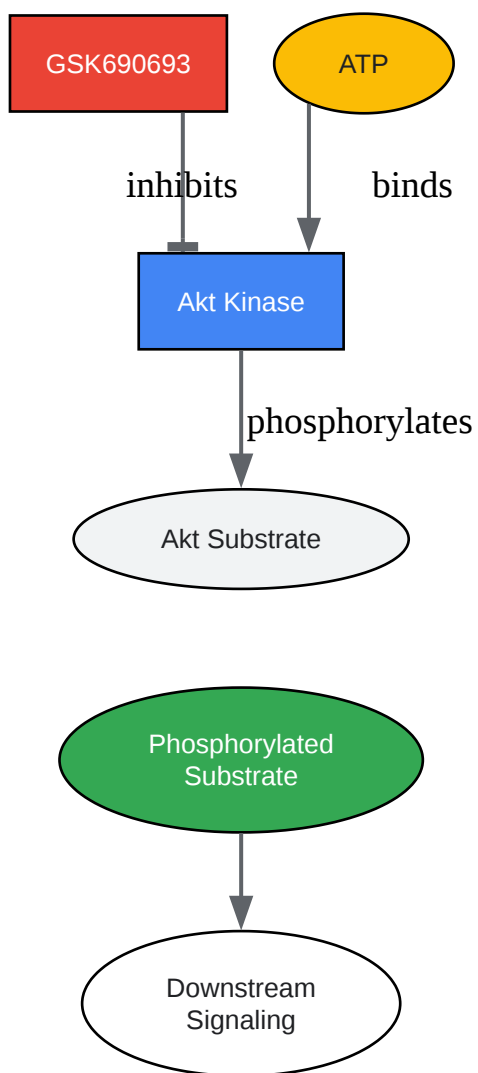 GSK690693
ATP
inhibits
binds
Akt Kinase
phosphorylates
Akt Substrate
Phosphorylated
Substrate
Downstream
Signaling